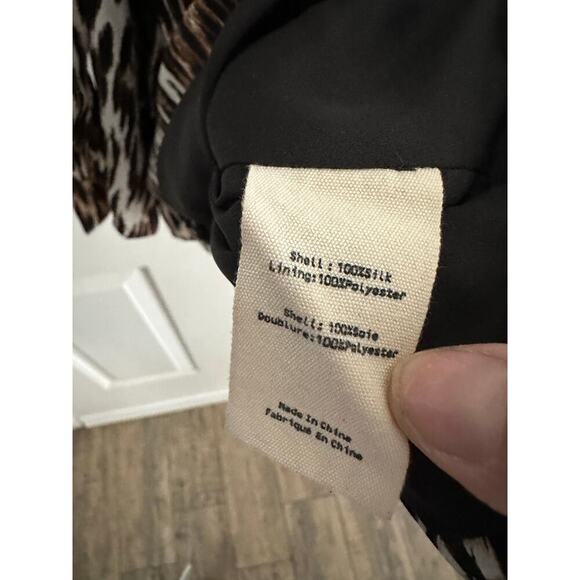 Shell: 100%Silk
Lining:100%Polyester
Shell: 100%Soie
Doublure:100%Polyester
Made In China
Fabriqué En Chine